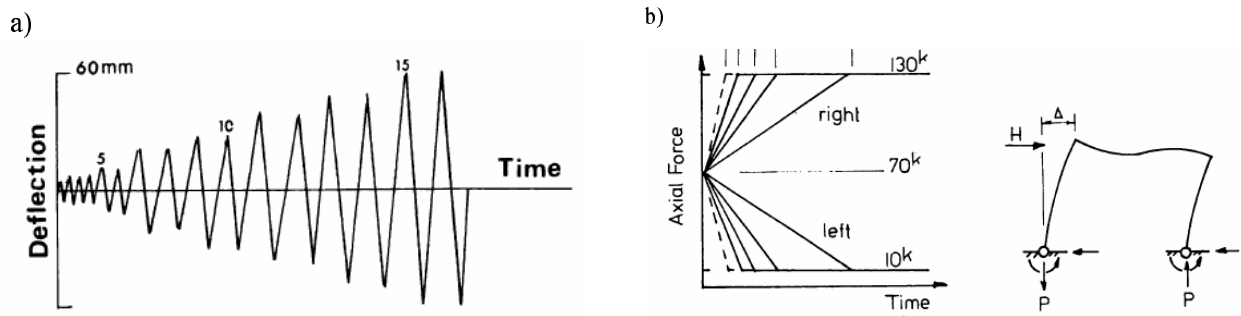 a)
60mm
5
10
15
Deflection
Time
b)
130k
right
70k
left
10k
Axial Force
Time
Δ
H
P
P